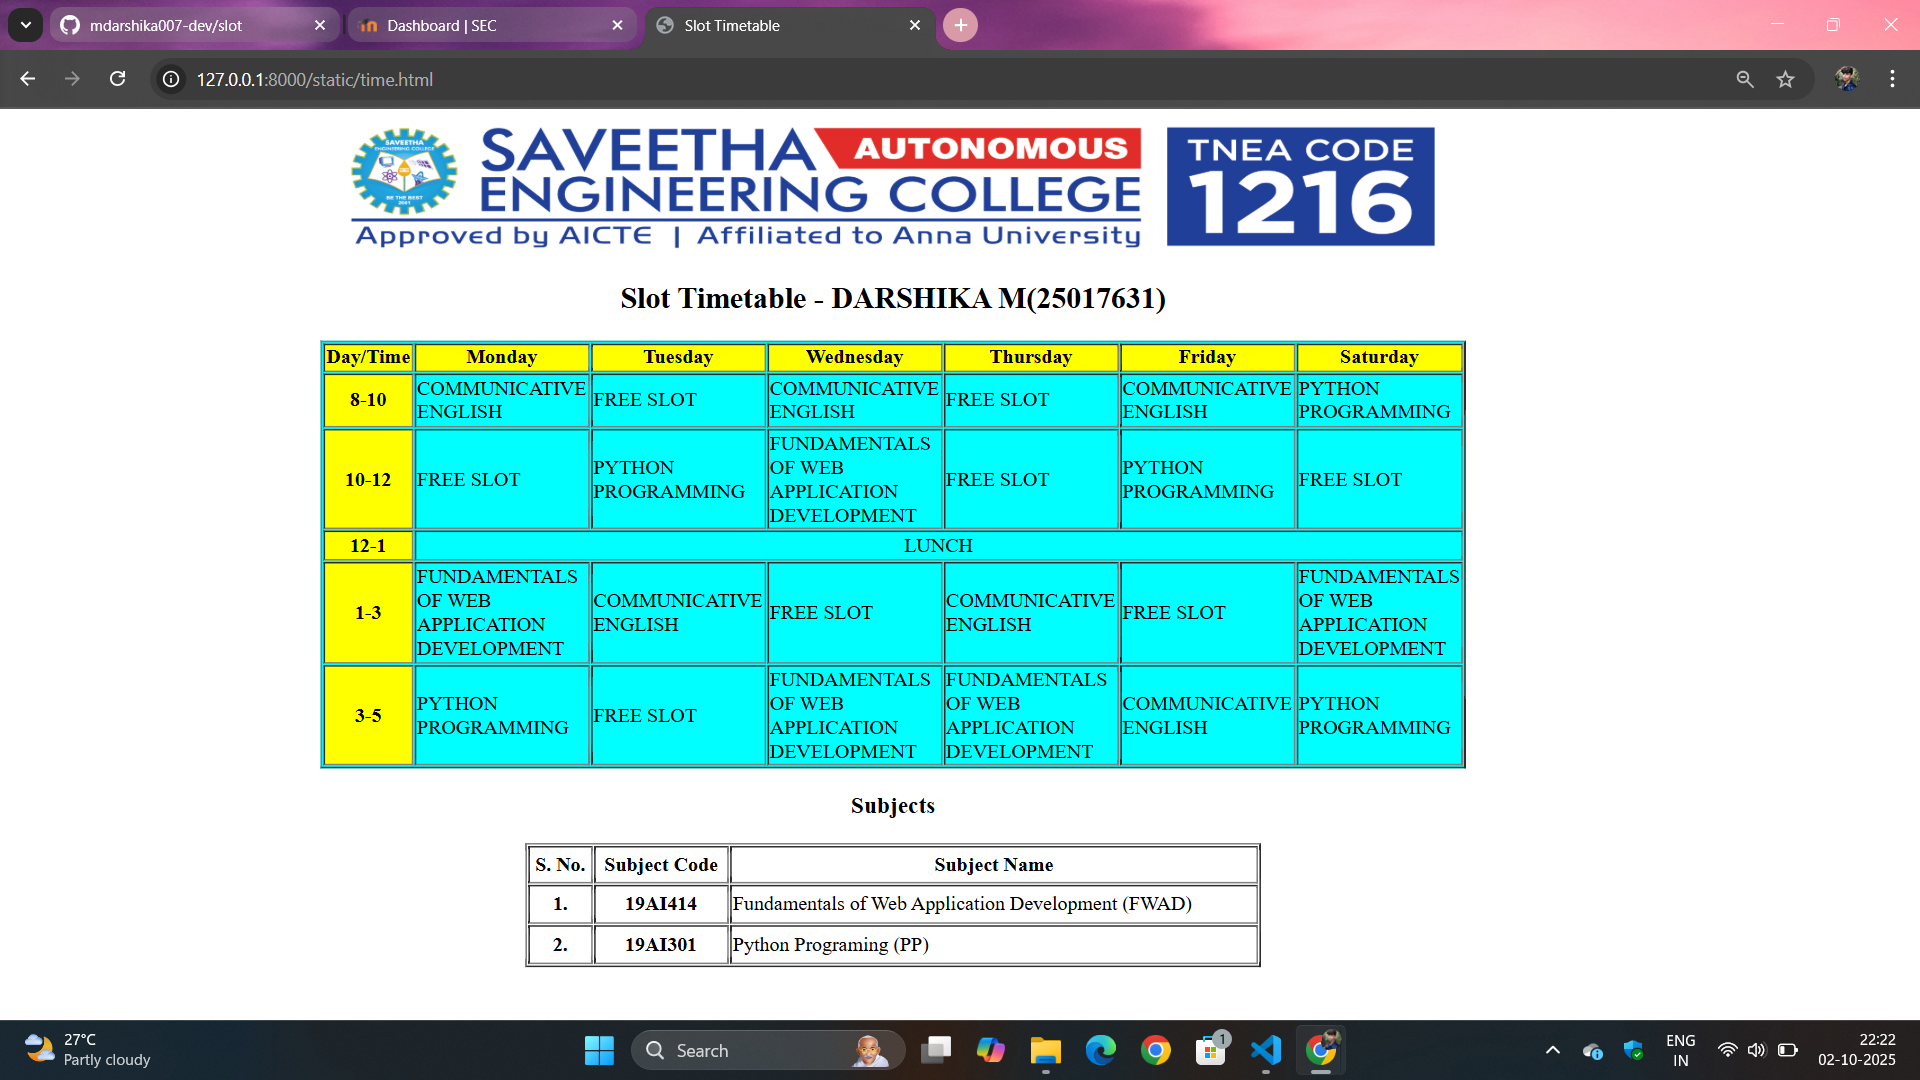 mdarshika007-dev/slot
Dashboard | SEC
Slot Timetable
127.0.0.1:8000/static/time.html
SAVEETHA
ENGINEERING COLLEGE
BE THE BEST
2001
SAVEETHA AUTONOMOUS
ENGINEERING COLLEGE
Approved by AICTE | Affiliated to Anna University
TNEA CODE
1216
Slot Timetable - DARSHIKA M(25017631)
Day/Time Monday Tuesday Wednesday Thursday Friday Saturday
8-10
COMMUNICATIVE
ENGLISH
FREE SLOT
COMMUNICATIVE
ENGLISH
FREE SLOT
COMMUNICATIVE
ENGLISH
PYTHON
PROGRAMMING
10-12
FREE SLOT
PYTHON
PROGRAMMING
FUNDAMENTALS
OF WEB
APPLICATION
DEVELOPMENT
FREE SLOT
PYTHON
PROGRAMMING
FREE SLOT
12-1 LUNCH
1-3
FUNDAMENTALS
OF WEB
APPLICATION
DEVELOPMENT
COMMUNICATIVE
ENGLISH
FREE SLOT
COMMUNICATIVE
ENGLISH
FREE SLOT
FUNDAMENTALS
OF WEB
APPLICATION
DEVELOPMENT
3-5
PYTHON
PROGRAMMING
FREE SLOT
FUNDAMENTALS
OF WEB
APPLICATION
DEVELOPMENT
FUNDAMENTALS
OF WEB
APPLICATION
DEVELOPMENT
COMMUNICATIVE
ENGLISH
PYTHON
PROGRAMMING
Subjects
S. No. Subject Code Subject Name
1. 19AI414 Fundamentals of Web Application Development (FWAD)
2. 19AI301 Python Programing (PP)
27°C
Partly cloudy
Search
1
ENG
IN
22:22
02-10-2025